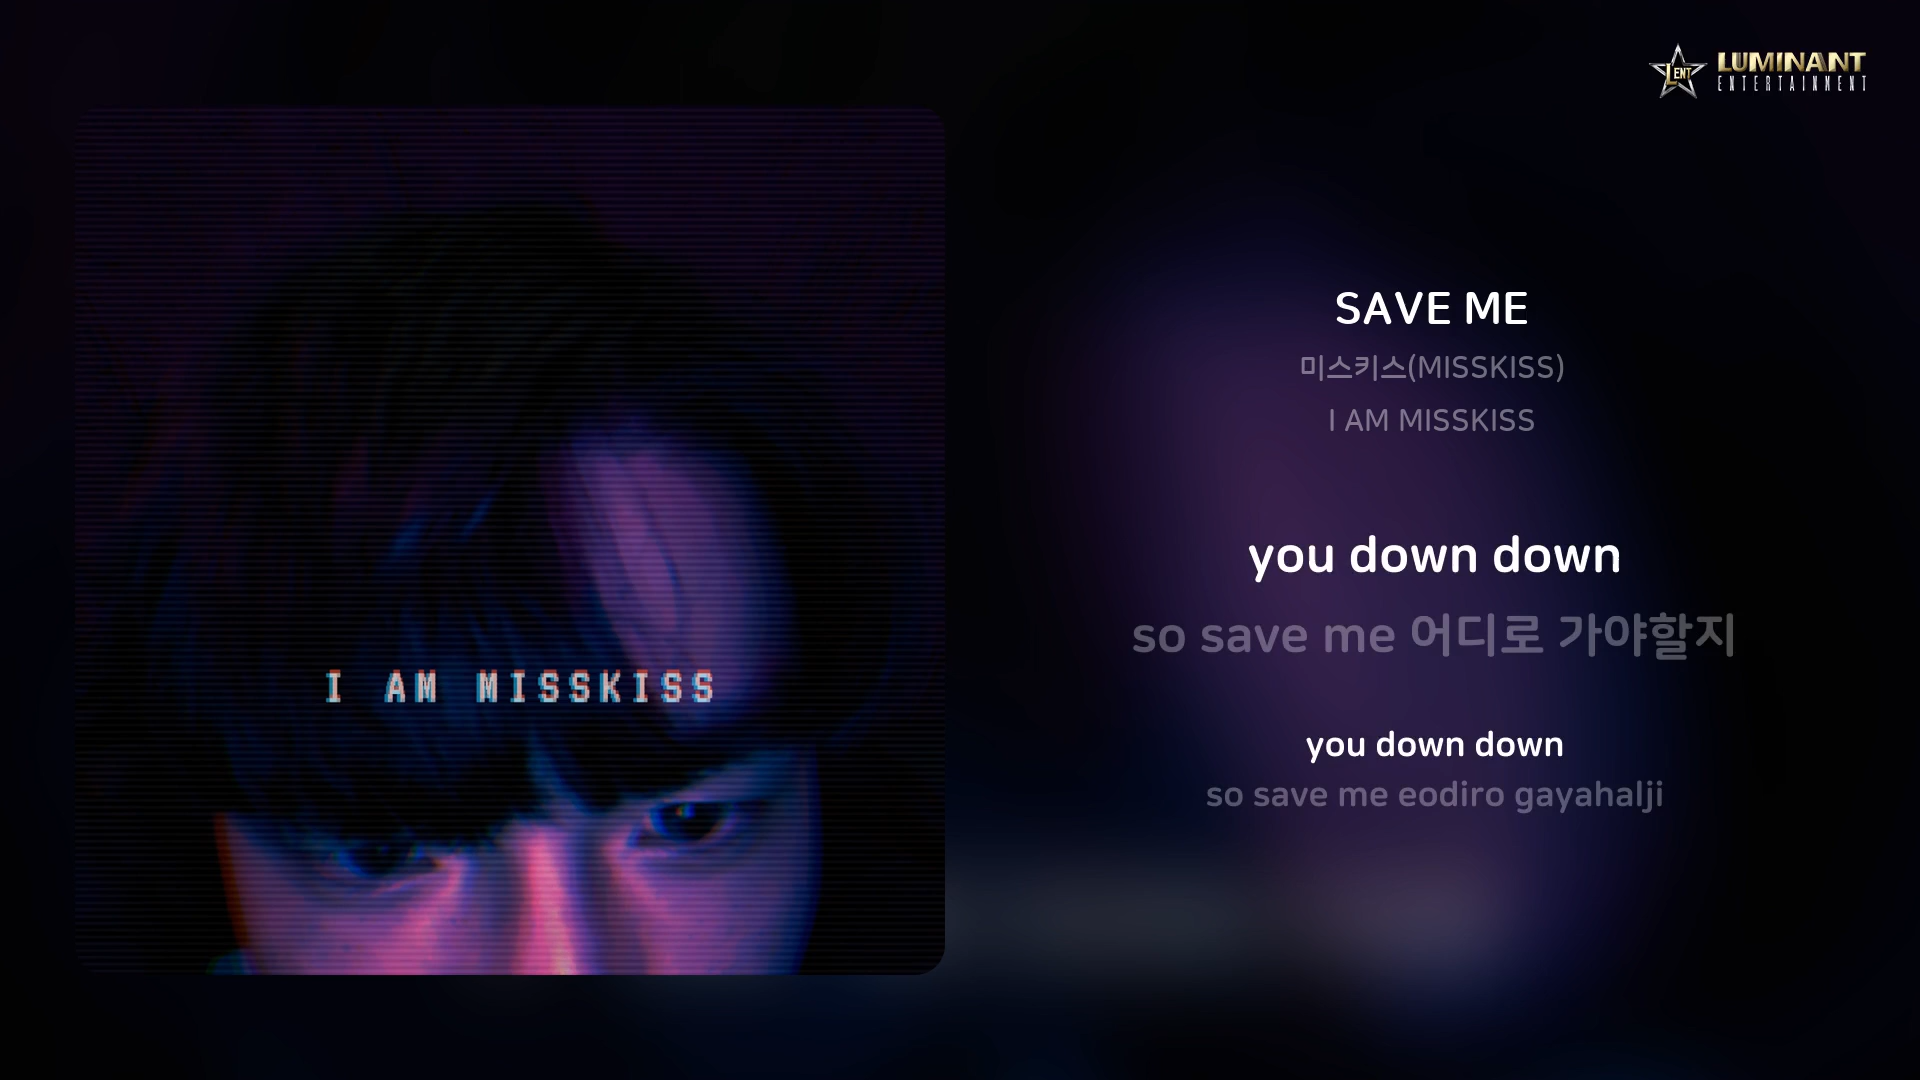 LENT
LUMINANT
ENTERTAINMENT
SAVE ME
미스키스(MISSKISS)
I AM MISSKISS
you down down
so save me 어디로 가야할지
I AM MISSKISS
you down down
so save me eodiro gayahalji